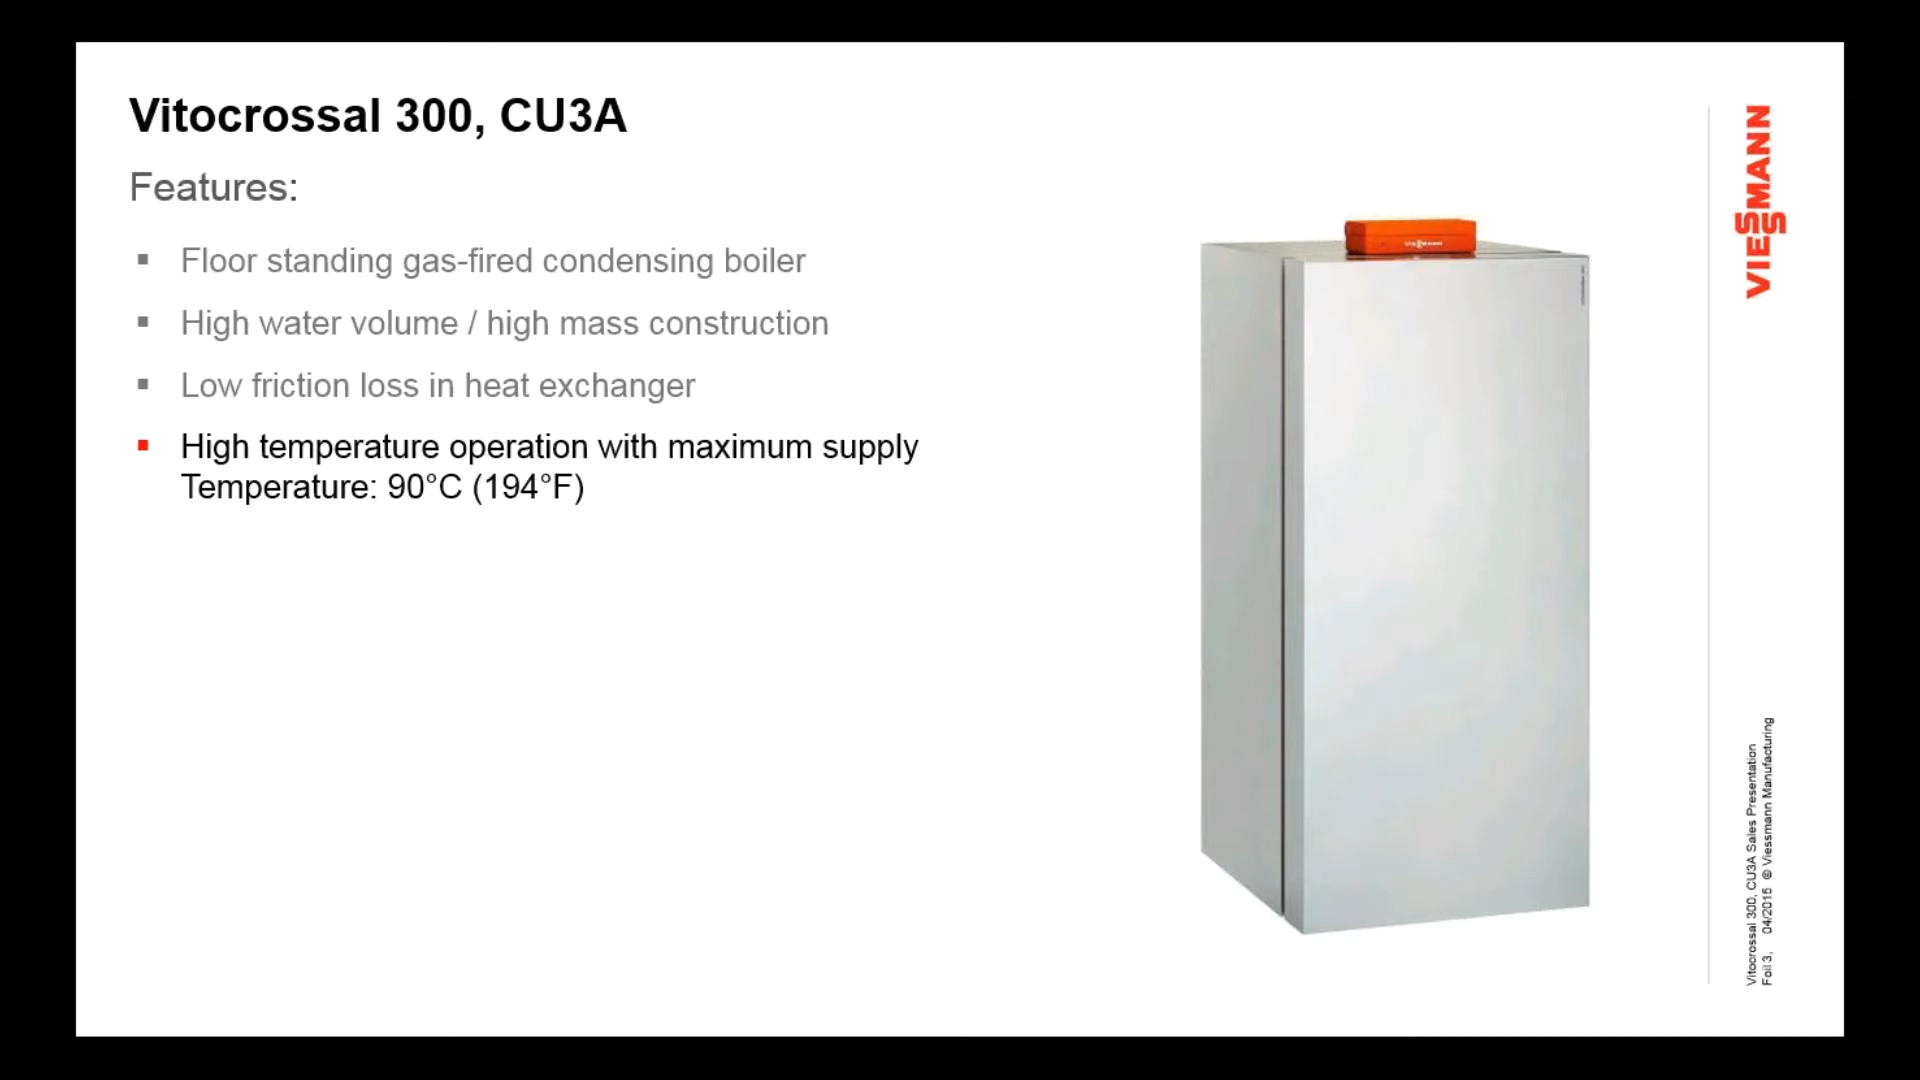 Vitocrossal 300, CU3A
Features:
▪ Floor standing gas-fired condensing boiler
▪ High water volume / high mass construction
▪ Low friction loss in heat exchanger
▪ High temperature operation with maximum supply
Temperature: 90°C (194°F)
VIESSMANN
VIESSMANN
Vitocrossal 300, CU3A Sales Presentation
Foil 3, 04/2015 © Viessmann Manufacturing